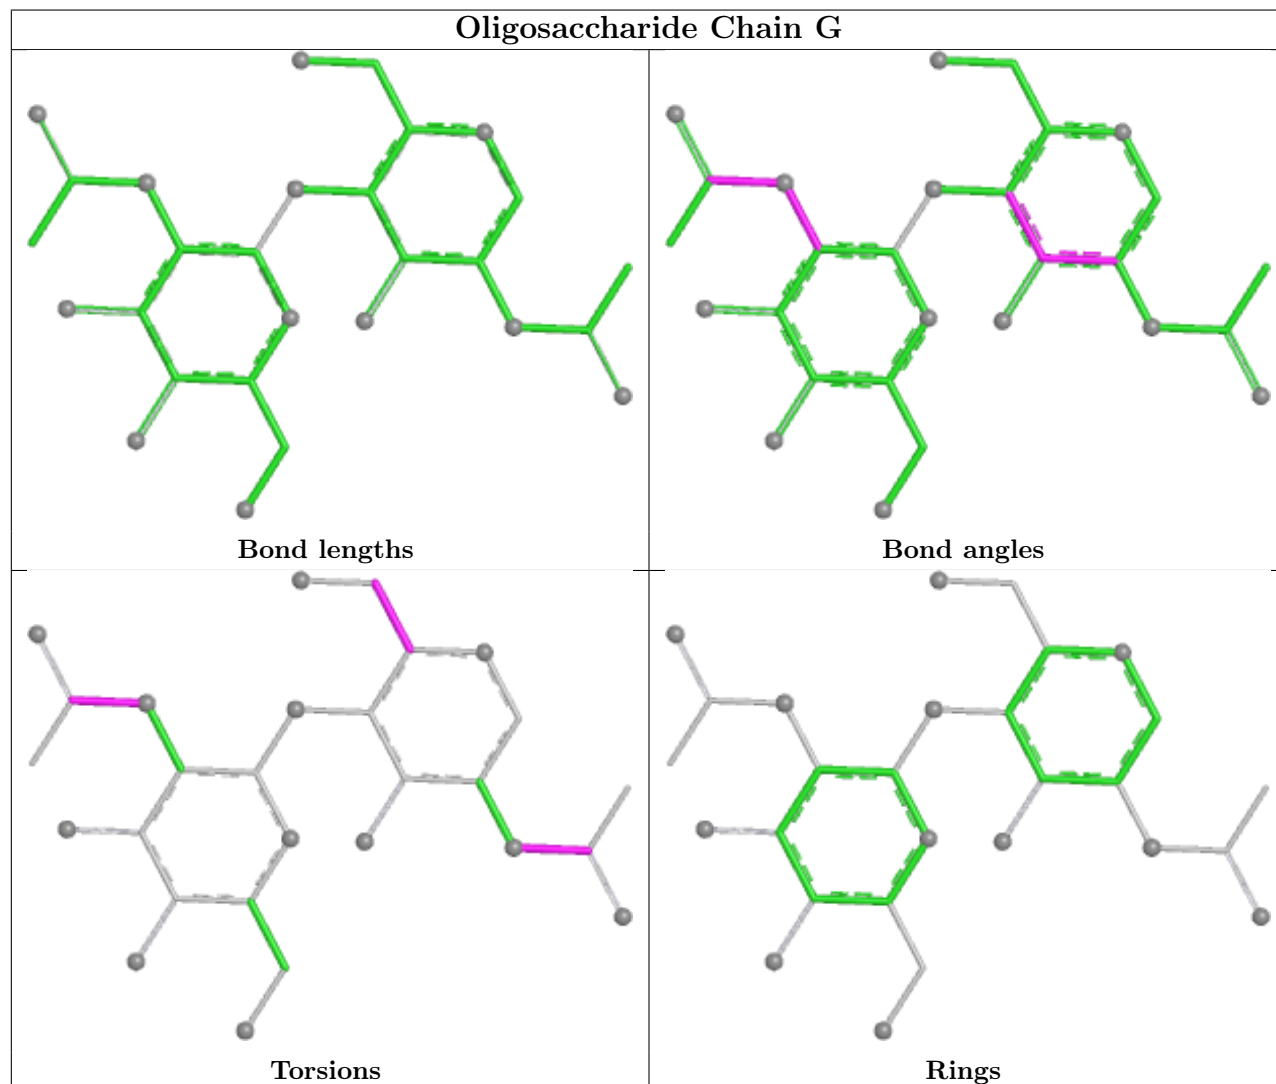 Oligosaccharide Chain G
Bond lengths
Bond angles
Torsions
Rings